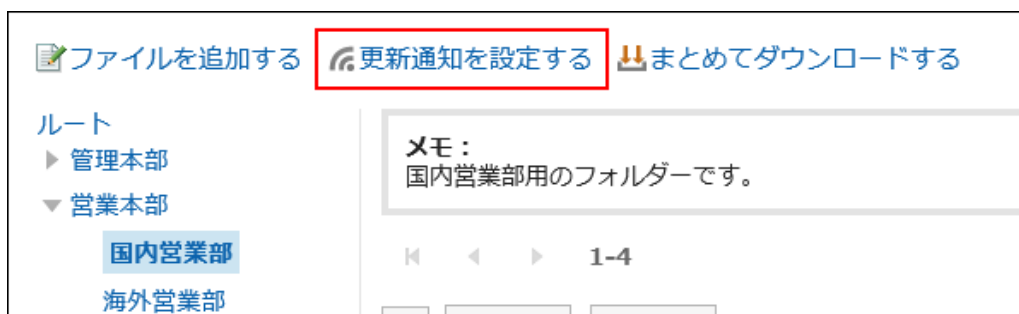 ファイルを追加する 更新通知を設定する まとめてダウンロードする
ルート
管理本部
営業本部
国内営業部
海外営業部
メモ：
国内営業部用のフォルダーです。
1-4